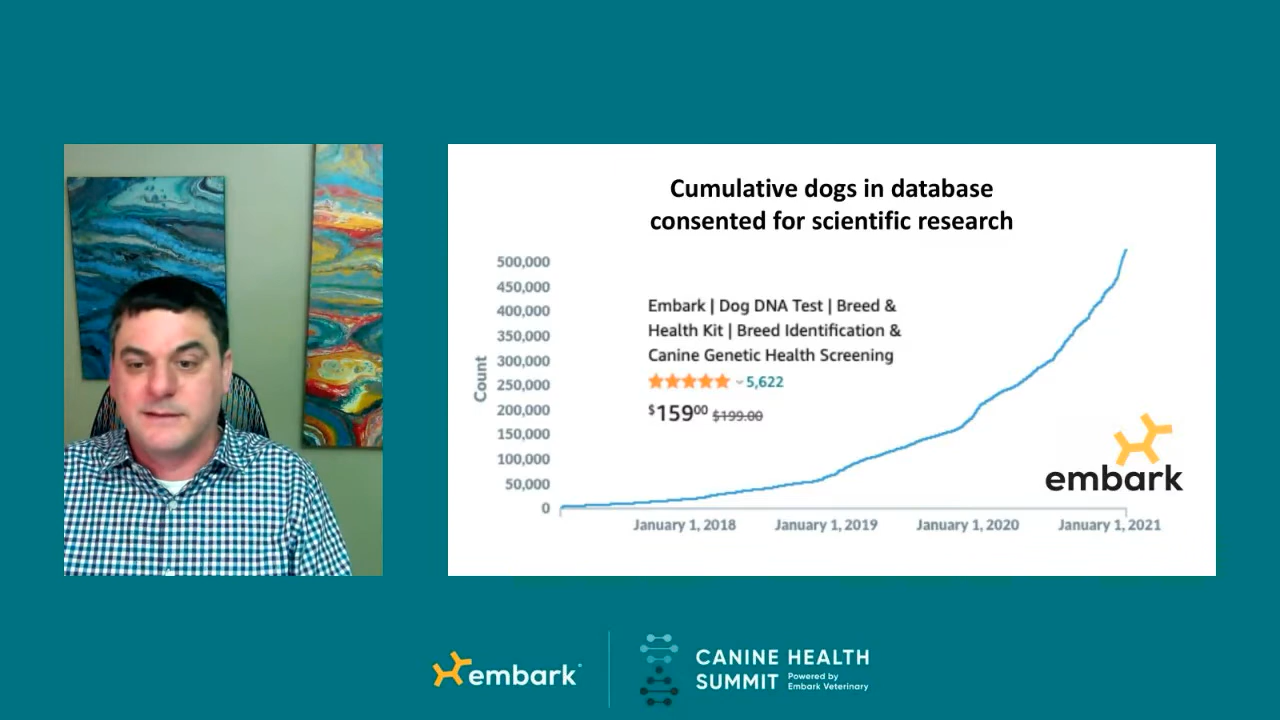 Cumulative dogs in database
consented for scientific research
500,000
450,000
400,000
350,000
300,000
250,000
200,000
150,000
100,000
50,000
0
Count
Embark | Dog DNA Test | Breed &
Health Kit | Breed Identification &
Canine Genetic Health Screening
5,622
$15900 $199.00
embark
January 1, 2018
January 1, 2019
January 1, 2020
January 1, 2021
embark
CANINE HEALTH
SUMMIT
Powered by
Embark Veterinary